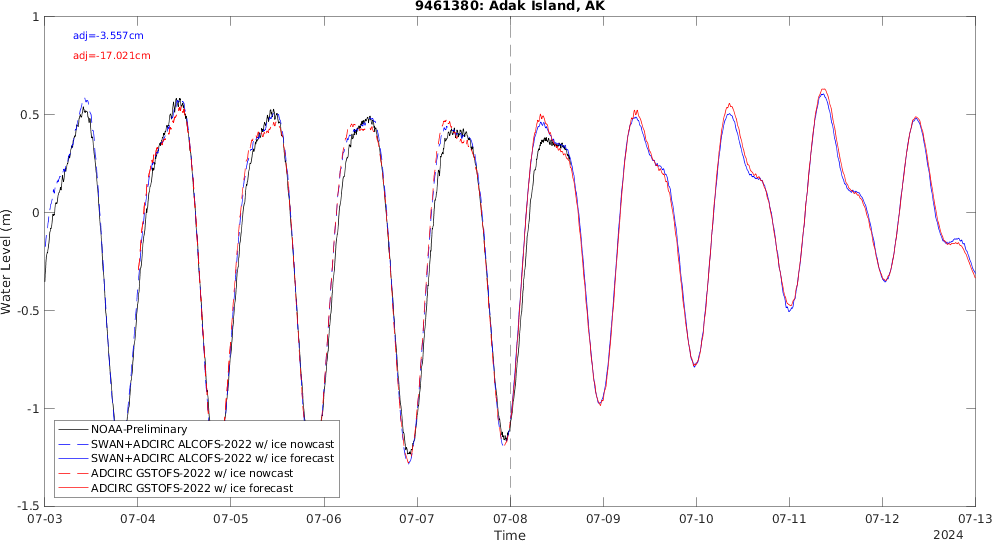 9461380: Adak Island, AK
adj=-3.557cm
adj=-17.021cm
1
0.5
0
-0.5
-1
-1.5
Water Level (m)
NOAA-Preliminary
SWAN+ADCIRC ALCOFS-2022 w/ ice nowcast
SWAN+ADCIRC ALCOFS-2022 w/ ice forecast
ADCIRC GSTOFS-2022 w/ ice nowcast
ADCIRC GSTOFS-2022 w/ ice forecast
07-03 07-04 07-05 07-06 07-07 07-08 07-09 07-10 07-11 07-12 07-13
Time
2024